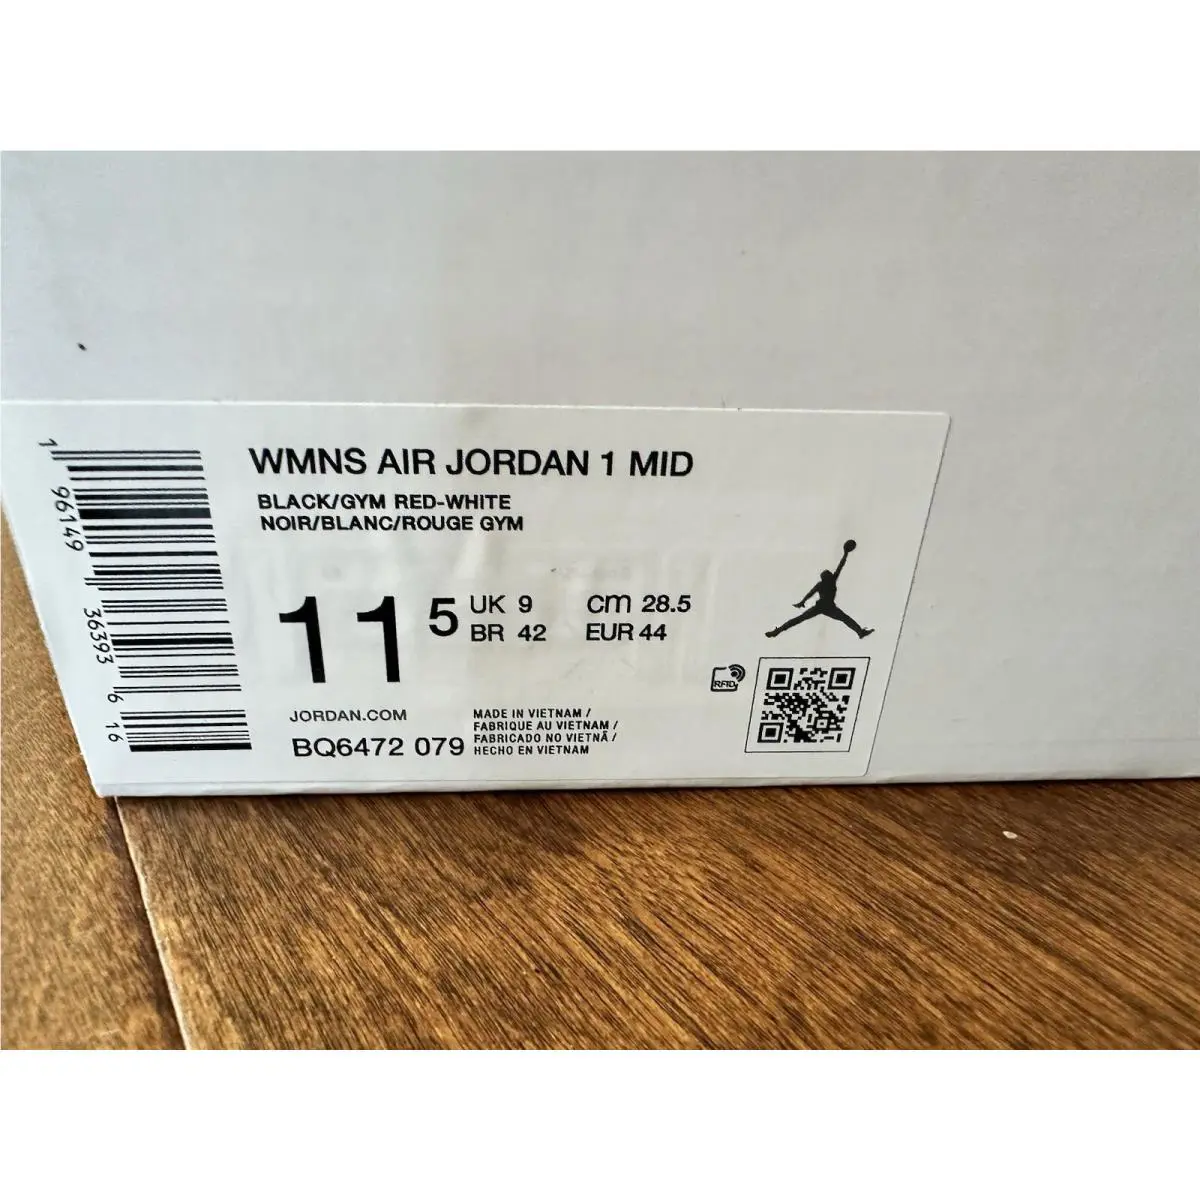 WMNS AIR JORDAN 1 MID
BLACK/GYM RED-WHITE
NOIR/BLANC/ROUGE GYM
11 5
UK 9 cm 28.5
BR 42 EUR 44
RFID
JORDAN.COM
BQ6472 079
MADE IN VIETNAM /
FABRIQUE AU VIETNAM /
FABRICADO NO VIETNÃ /
HECHO EN VIETNAM
1 96149 36393 6 16